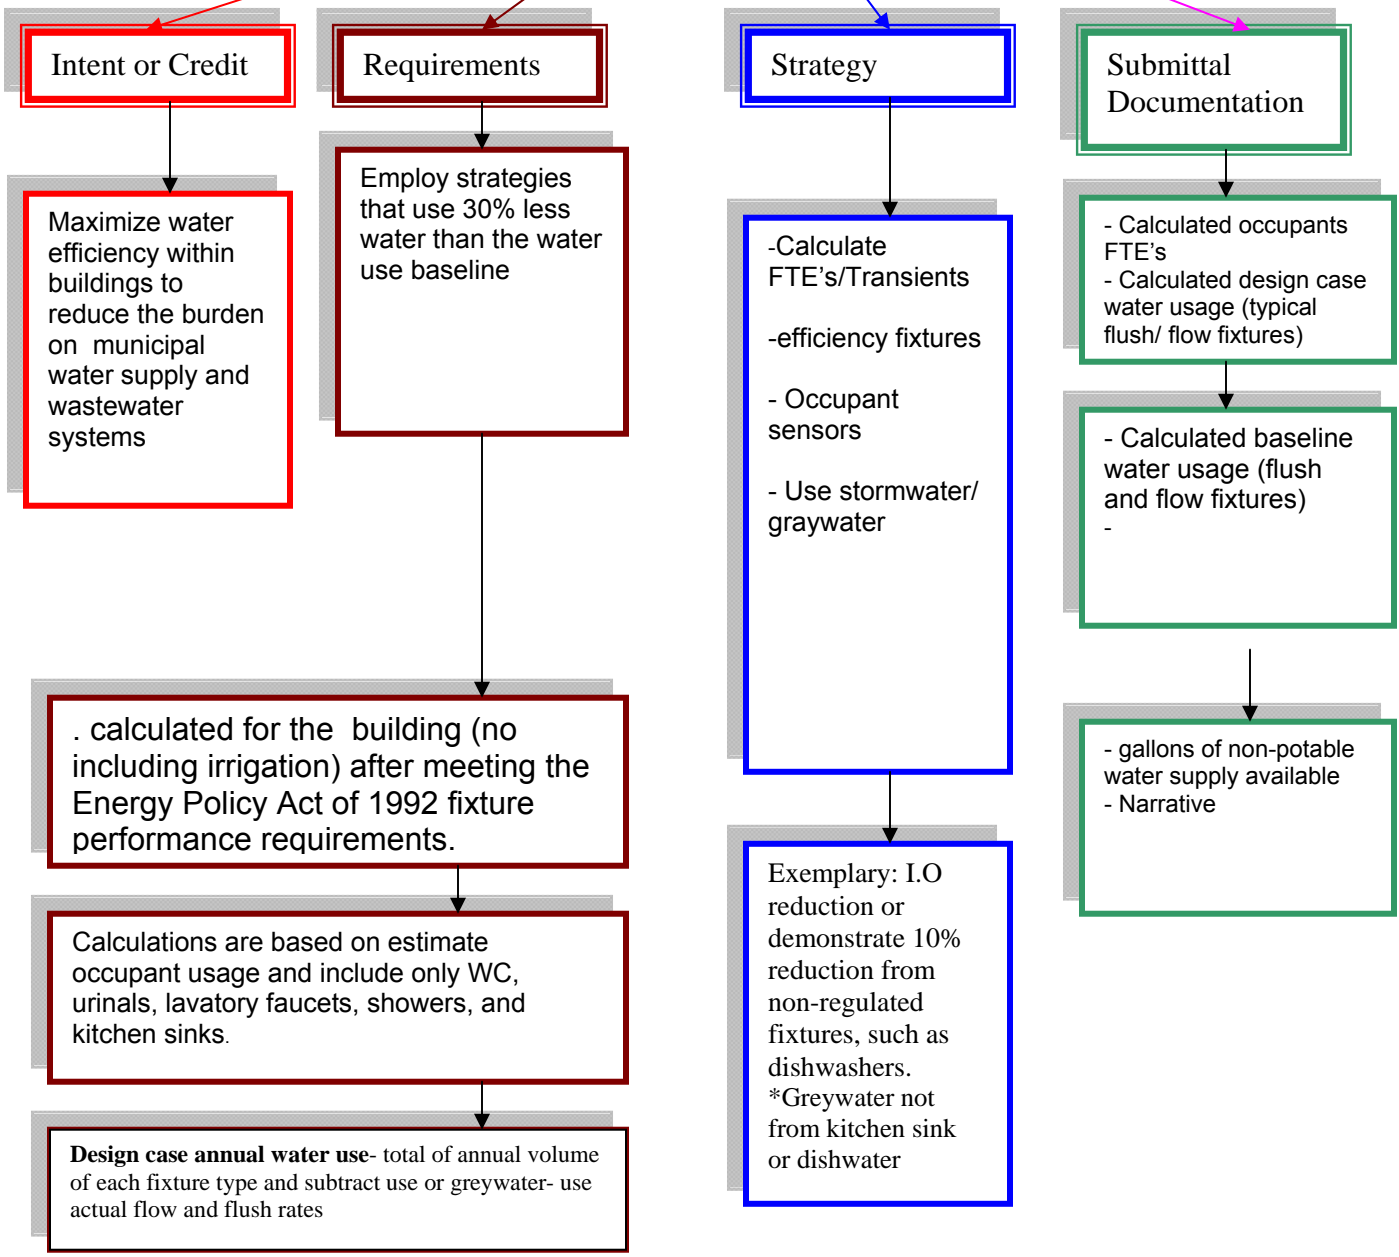 Intent or Credit
Requirements
Strategy
Submittal
Documentation
Maximize water
efficiency within
buildings to
reduce the burden
on  municipal
water supply and
wastewater
systems
Employ strategies
that use 30% less
water than the water
use baseline
. calculated for the  building (no
including irrigation) after meeting the
Energy Policy Act of 1992 fixture
performance requirements.
Calculations are based on estimate
occupant usage and include only WC,
urinals, lavatory faucets, showers, and
kitchen sinks.
Design case annual water use- total of annual volume
of each fixture type and subtract use or greywater- use
actual flow and flush rates
-Calculate
FTE's/Transients
-efficiency fixtures
- Occupant
sensors
- Use stormwater/
graywater
Exemplary: I.O
reduction or
demonstrate 10%
reduction from
non-regulated
fixtures, such as
dishwashers.
*Greywater not
from kitchen sink
or dishwater
- Calculated occupants
FTE's
- Calculated design case
water usage (typical
flush/ flow fixtures)
- Calculated baseline
water usage (flush
and flow fixtures)
-
- gallons of non-potable
water supply available
- Narrative